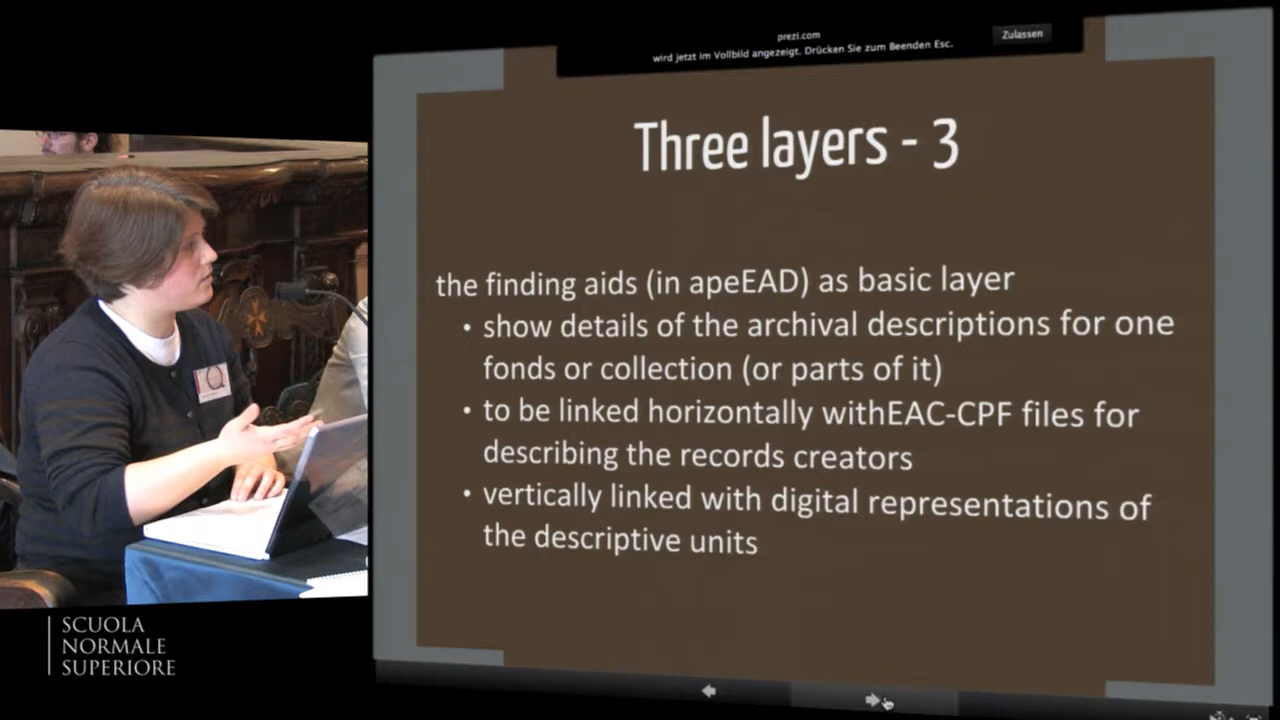 prezi.com
wird jetzt im Vollbild angezeigt. Drücken Sie zum Beenden Esc.
Zulassen
Three layers - 3
the finding aids (in apeEAD) as basic layer
• show details of the archival descriptions for one
fonds or collection (or parts of it)
• to be linked horizontally withEAC-CPF files for
describing the records creators
• vertically linked with digital representations of
the descriptive units
SCUOLA
NORMALE
SUPERIORE